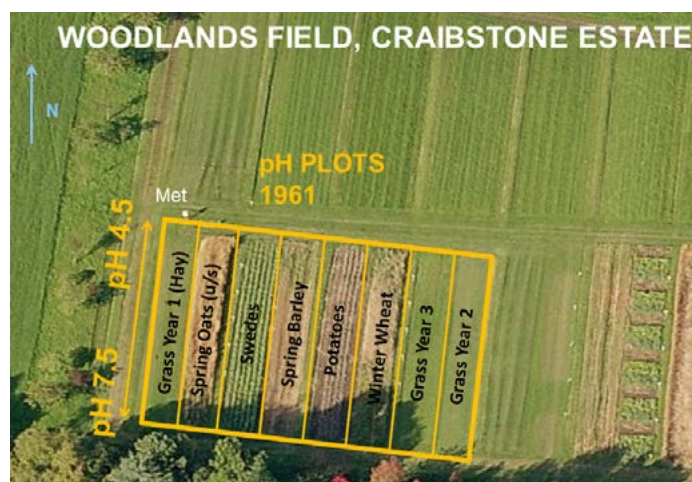 WOODLANDS FIELD, CRAIBSTONE ESTATE
N
pH PLOTS
1961
Met
pH 4.5
pH 7.5
Grass Year 1 (Hay)
Spring Oats (u/s)
Swedes
Spring Barley
Potatoes
Winter Wheat
Grass Year 3
Grass Year 2